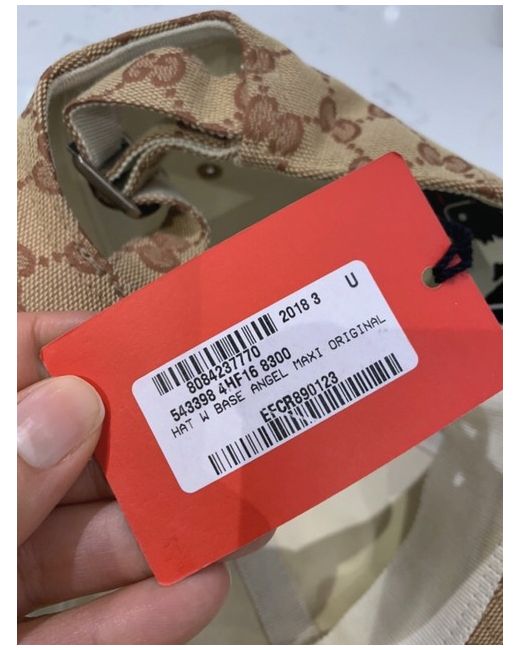 2018 3 U
8084237770
543398 4HF16 8300
HAT W BASE ANGEL MAXI ORIGINAL
EFCR890123